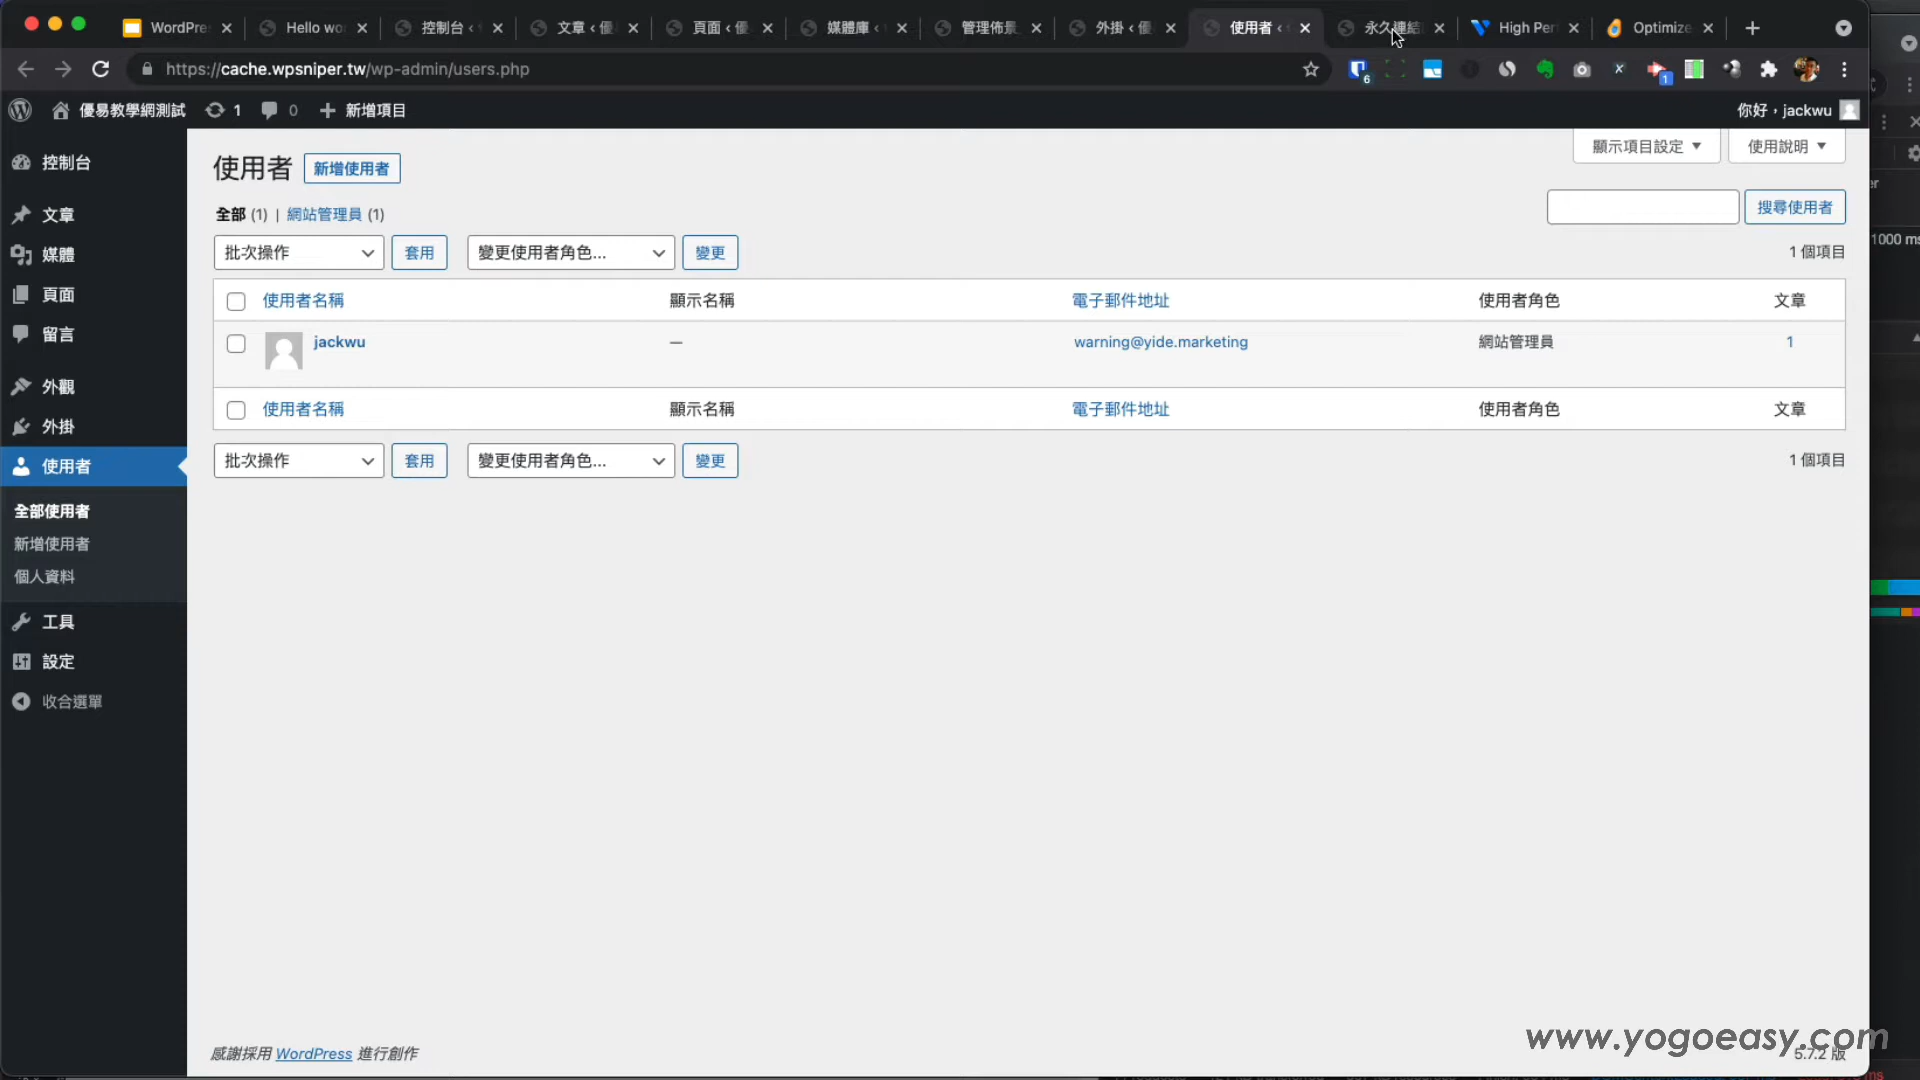 WordPre
Hello wo
控制台 ‹
文章 ‹ 優
頁面 ‹ 優
媒體庫 ‹
管理佈景
外掛 ‹ 優
使用者 ‹
永久連結
High Per
Optimize
https://cache.wpsniper.tw/wp-admin/users.php
6
1
優易教學網測試
1
0
新增項目
你好，jackwu
控制台
文章
媒體
頁面
留言
外觀
外掛
使用者
全部使用者
新增使用者
個人資料
工具
設定
收合選單
使用者
新增使用者
顯示項目設定 ▼
使用說明 ▼
全部 (1) | 網站管理員 (1)
搜尋使用者
批次操作
套用
變更使用者角色...
變更
1 個項目
使用者名稱
顯示名稱
電子郵件地址
使用者角色
文章
jackwu
—
warning@yide.marketing
網站管理員
1
使用者名稱
顯示名稱
電子郵件地址
使用者角色
文章
批次操作
套用
變更使用者角色...
變更
1 個項目
1000 ms
感謝採用 WordPress 進行創作
5.7.2 版
www.yogoeasy.com